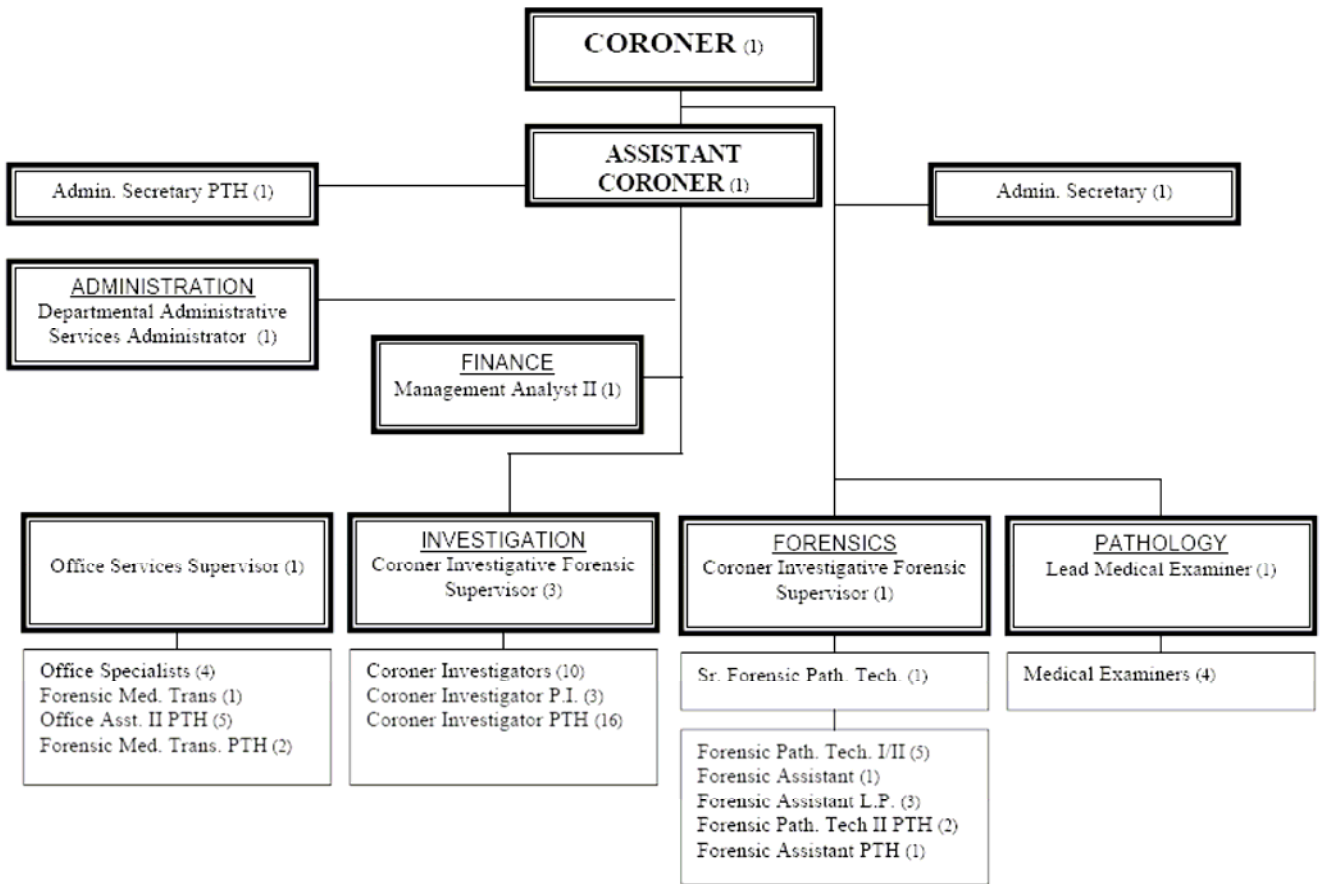 CORONER (1)
ASSISTANT
CORONER (1)
Admin. Secretary PTH (1)
Admin. Secretary (1)
ADMINISTRATION
Departmental Administrative
Services Administrator (1)
FINANCE
Management Analyst II (1)
Office Services Supervisor (1)
INVESTIGATION
Coroner Investigative Forensic
Supervisor (3)
FORENSICS
Coroner Investigative Forensic
Supervisor (1)
PATHOLOGY
Lead Medical Examiner (1)
Office Specialists (4)
Forensic Med. Trans (1)
Office Asst. II PTH (5)
Forensic Med. Trans. PTH (2)
Coroner Investigators (10)
Coroner Investigator P.I. (3)
Coroner Investigator PTH (16)
Sr. Forensic Path. Tech. (1)
Medical Examiners (4)
Forensic Path. Tech. I/II (5)
Forensic Assistant (1)
Forensic Assistant L.P. (3)
Forensic Path. Tech II PTH (2)
Forensic Assistant PTH (1)